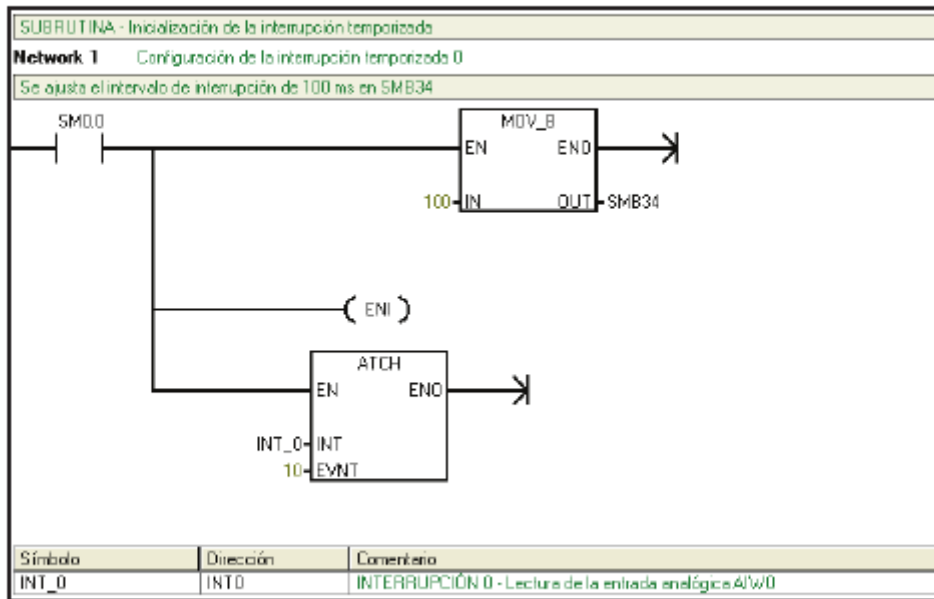 SUBRUTINA - Inicialización de la interrupción temporizada
Network 1 Configuración de la interrupción temporizada 0
Se ajusta el intervalo de interrupción de 100 ms en SMB34
SM0.0
MOV_B
EN ENO
100 IN OUT SMB34
ENI
ATCH
EN ENO
INT_0 INT
10 EVNT
Símbolo Dirección Comentario
INT_0 INT0 INTERRUPCIÓN 0 - Lectura de la entrada analógica AIW0